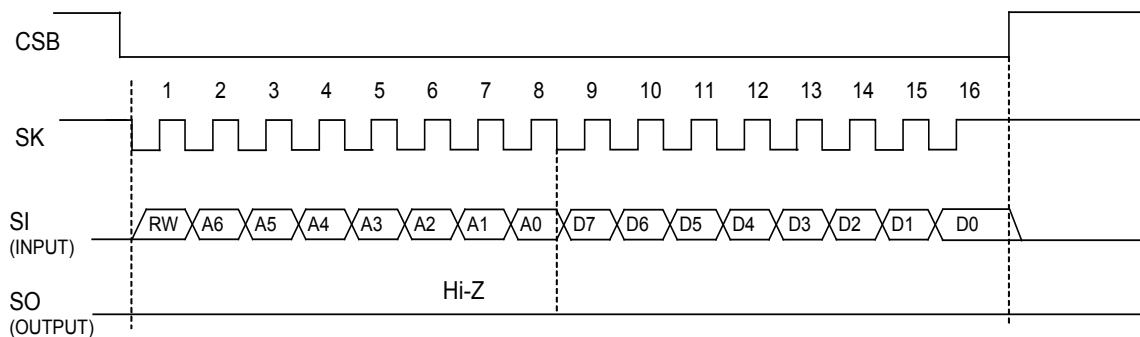 CSB
1 2 3 4 5 6 7 8 9 10 11 12 13 14 15 16
SK
SI
(INPUT)
RW A6 A5 A4 A3 A2 A1 A0 D7 D6 D5 D4 D3 D2 D1 D0
Hi-Z
SO
(OUTPUT)